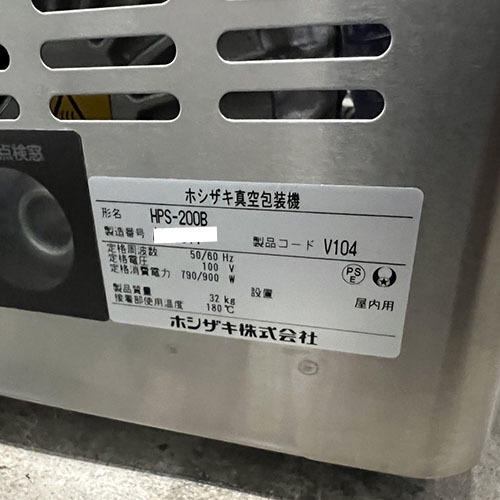 点検窓
ホシザキ真空包装機
形名 HPS-200B
製造番号
製品コード V104
定格周波数 50/60 Hz
定格電圧 100 V
定格消費電力 790/900 W
PS
E
製品質量 32 kg
設置 屋内用
接着部使用温度 180℃
ホシザキ株式会社